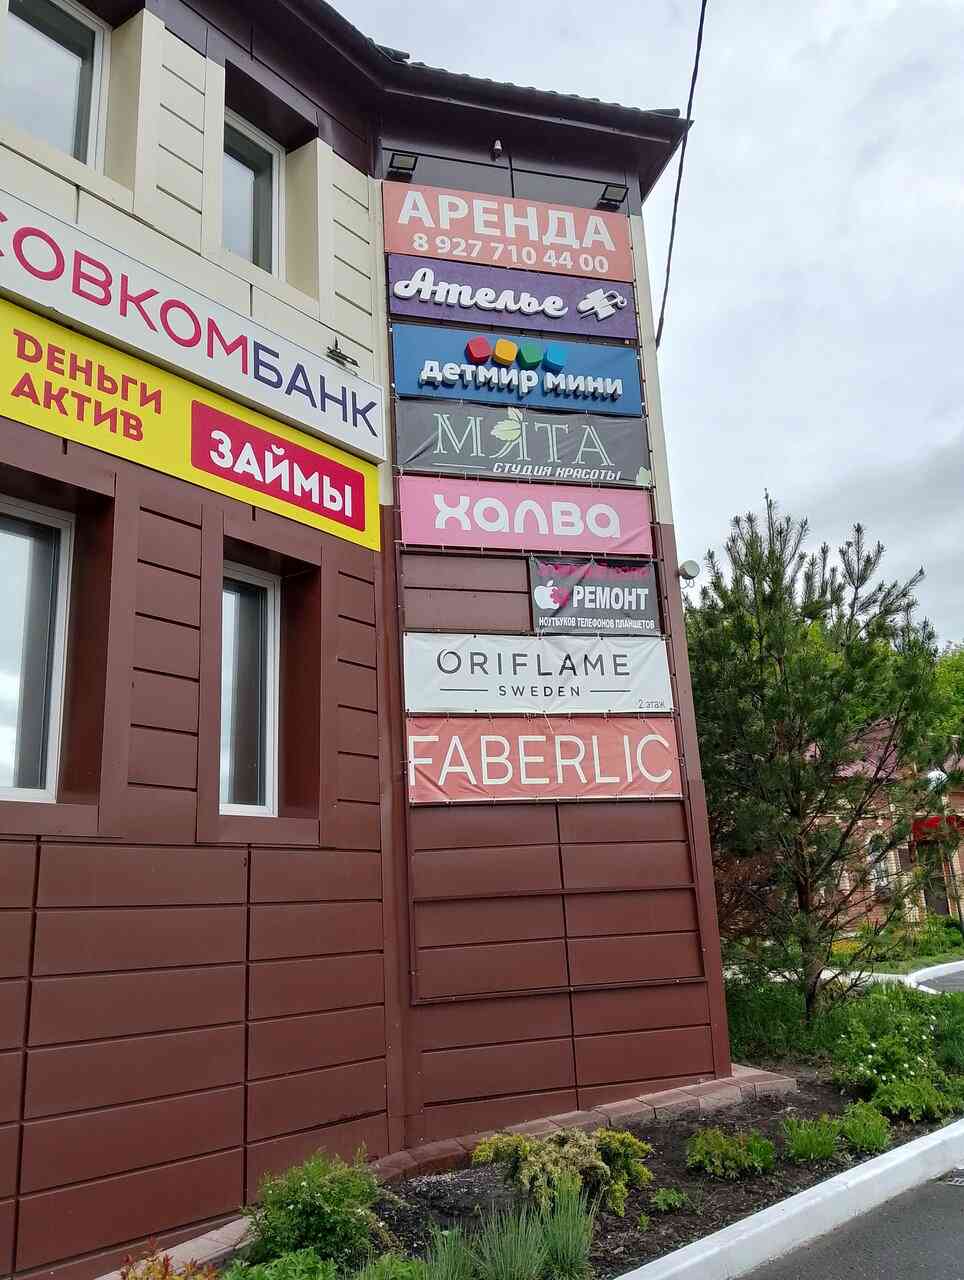 СОВКОМБАНК
ДЕНЬГИ
АКТИВ
ЗАЙМЫ
АРЕНДА
8 927 710 44 00
Ателье
детмир мини
МЯТА
СТУДИЯ КРАСОТЫ
халва
РЕМОНТ
НОУТБУКОВ ТЕЛЕФОНОВ ПЛАНШЕТОВ
ORIFLAME
SWEDEN
2 этаж
FABERLIC